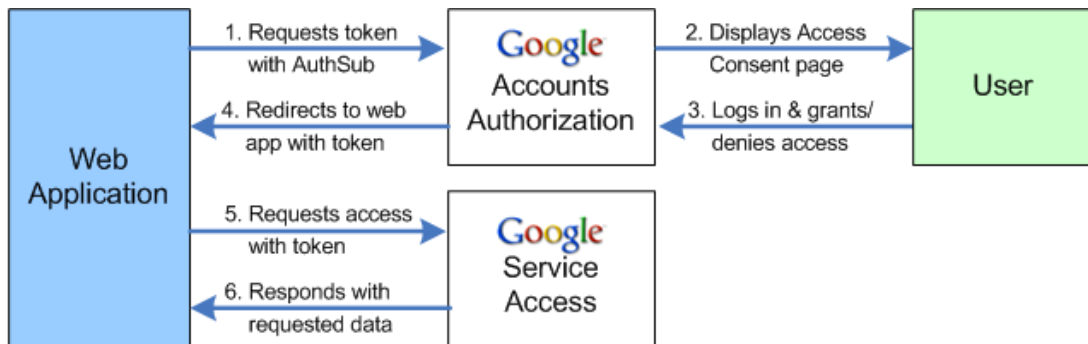 1. Requests token
with AuthSub
Google
Accounts
Authorization
2. Displays Access
Consent page
User
4. Redirects to web
app with token
3. Logs in & grants/
denies access
Web
Application
5. Requests access
with token
Google
Service
Access
6. Responds with
requested data